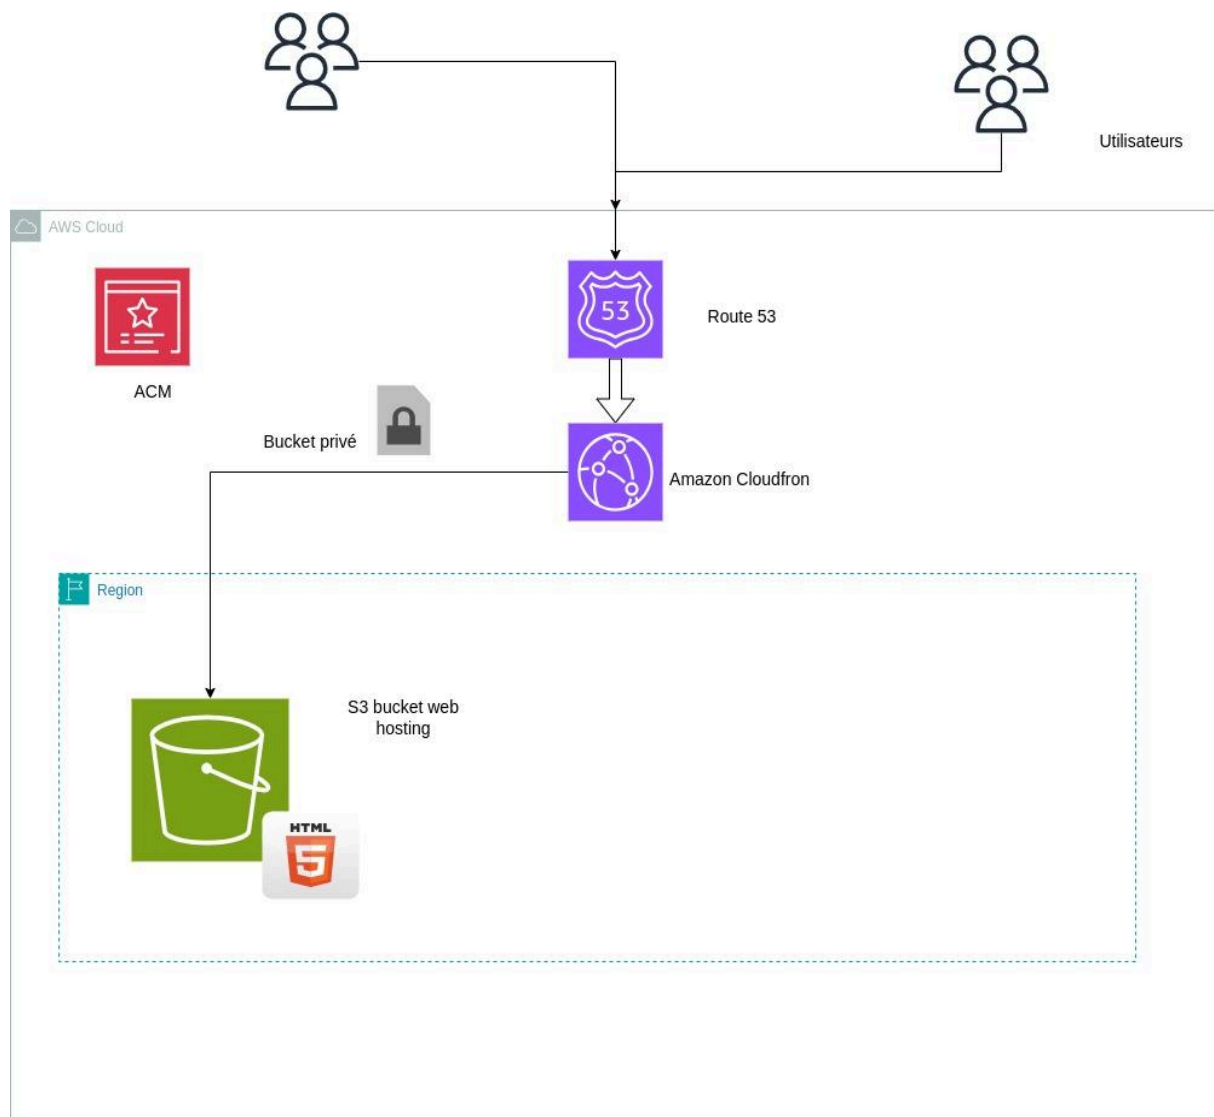 Utilisateurs
AWS Cloud
53
Route 53
ACM
Bucket privé
Amazon Cloudfron
Region
S3 bucket web
hosting
HTML
5